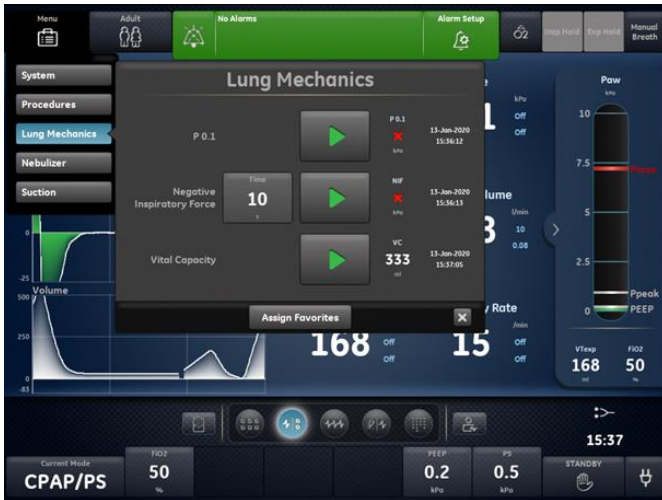 Menu
Adult
No Alarms
Alarm Setup
O2
Insp Hold
Exp Hold
Manual
Breath
System
Procedures
Lung Mechanics
Nebulizer
Suction
Lung Mechanics
P 0.1
P 0.1
kPa
13-Jan-2020
15:36:12
Negative
Inspiratory Force
Time
10
s
NIF
kPa
13-Jan-2020
15:36:13
Vital Capacity
VC
333
ml
13-Jan-2020
15:37:05
Assign Favorites
kPa
Off
Off
l/min
10
0.08
Rate
/min
Off
Off
168
Off
Off
15
0
-25
Volume
500
250
0
-83
Paw
kPa
10
7.5
5
2.5
0
Pmax
Ppeak
PEEP
VTexp
168
ml
FiO2
50
%
15:37
Current Mode
CPAP/PS
FiO2
50
%
PEEP
0.2
kPa
PS
0.5
kPa
STANDBY